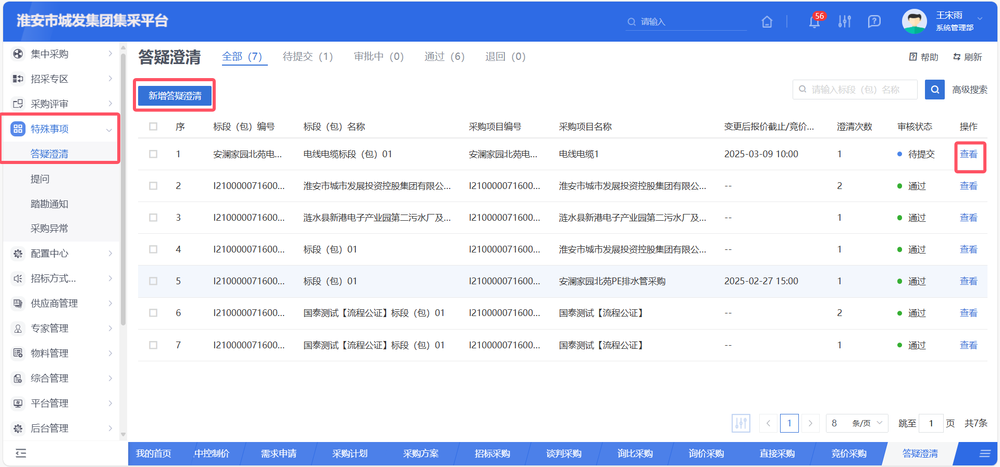 淮安市城发集团集采平台
请输入
56
王宋雨
系统管理部
集中采购
招采专区
采购评审
特殊事项
答疑澄清
提问
踏勘通知
采购异常
配置中心
招标方式...
供应商管理
专家管理
物料管理
综合管理
平台管理
后台管理
答疑澄清 全部（7） 待提交（1） 审批中（0） 通过（6） 退回（0） 帮助 刷新
新增答疑澄清 请输入标段（包）名称 高级搜索
序 标段（包）编号 标段（包）名称 采购项目编号 采购项目名称 变更后报价截止/竞价... 澄清次数 审核状态 操作
1 安澜家园北苑电... 电线电缆标段（包）01 安澜家园北苑电... 电线电缆1 2025-03-09 10:00 1 待提交 查看
2 I210000071600... 淮安市城市发展投资控股集团有限公... I210000071600... 淮安市城市发展投资控股集团有限公... -- 2 通过 查看
3 I210000071600... 涟水县新港电子产业园第二污水厂及... I210000071600... 涟水县新港电子产业园第二污水厂及... -- 1 通过 查看
4 I210000071600... 标段（包）01 I210000071600... 淮安市城市发展投资控股集团有限公... -- 1 通过 查看
5 I210000071600... 标段（包）01 I210000071600... 安澜家园北苑PE排水管采购 2025-02-27 15:00 1 通过 查看
6 I210000071600... 国泰测试【流程公证】标段（包）01 I210000071600... 国泰测试【流程公证】 -- 2 通过 查看
7 I210000071600... 国泰测试【流程公证】标段（包）01 I210000071600... 国泰测试【流程公证】 -- 1 通过 查看
1 8 条/页 跳至 1 页 共7条
我的首页 中控制价 需求申请 采购计划 采购方案 招标采购 谈判采购 询比采购 询价采购 直接采购 竞价采购 答疑澄清